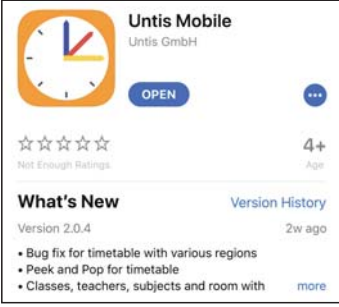 Untis Mobile
Untis GmbH
OPEN
Not Enough Ratings
4+
Age
What's New
Version History
Version 2.0.4
2w ago
• Bug fix for timetable with various regions
• Peek and Pop for timetable
• Classes, teachers, subjects and room with more